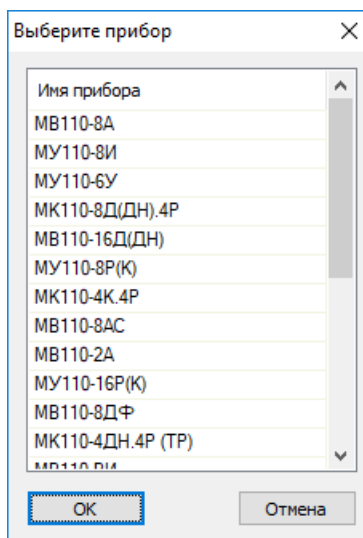 Выберите прибор
Имя прибора
МВ110-8А
МУ110-8И
МУ110-6У
МК110-8Д(ДН).4Р
МВ110-16Д(ДН)
МУ110-8Р(К)
МК110-4К.4Р
МВ110-8АС
МВ110-2А
МУ110-16Р(К)
МВ110-8ДФ
МК110-4ДН.4Р (ТР)
ОК
Отмена